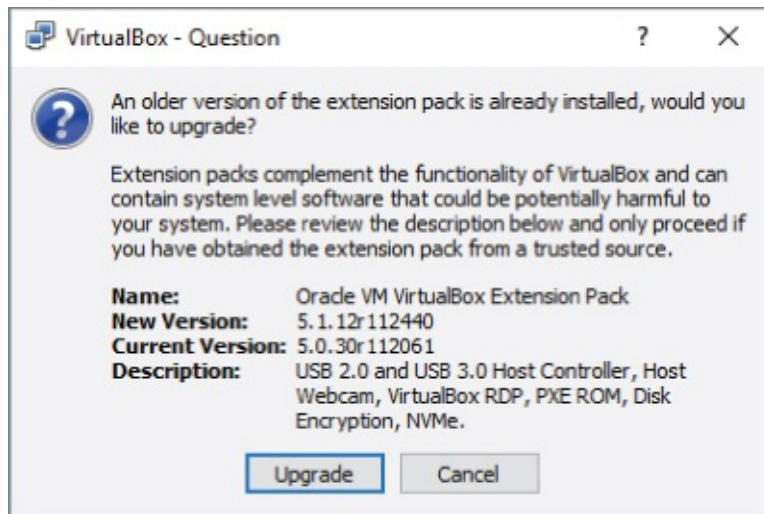 VirtualBox - Question
?
An older version of the extension pack is already installed, would you
like to upgrade?
Extension packs complement the functionality of VirtualBox and can
contain system level software that could be potentially harmful to
your system. Please review the description below and only proceed if
you have obtained the extension pack from a trusted source.
Name: Oracle VM VirtualBox Extension Pack
New Version: 5.1.12r112440
Current Version: 5.0.30r112061
Description: USB 2.0 and USB 3.0 Host Controller, Host
Webcam, VirtualBox RDP, PXE ROM, Disk
Encryption, NVMe.
Upgrade Cancel